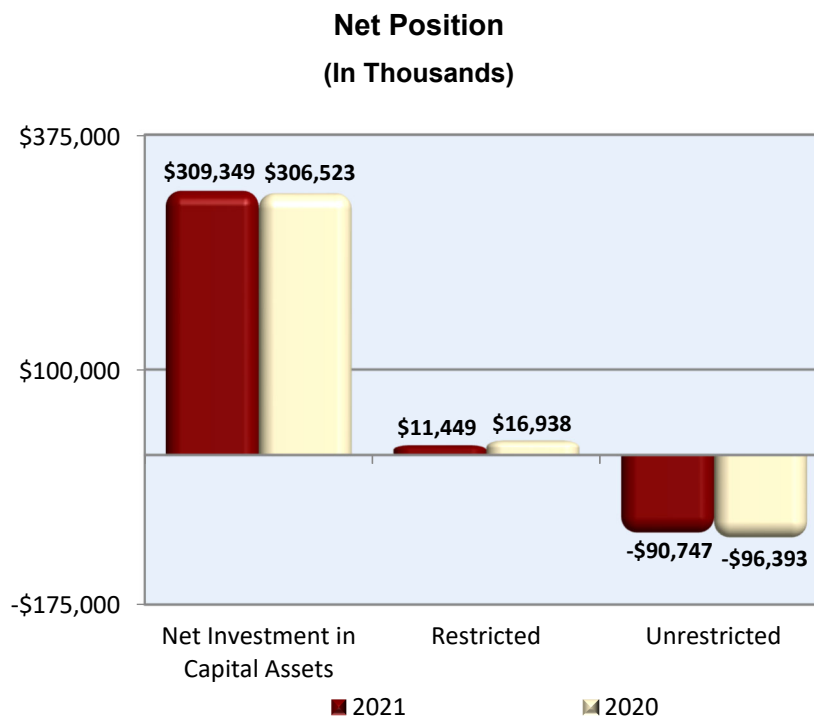 Net Position
(In Thousands)
$375,000
$309,349 $306,523
$100,000
$11,449 $16,938
-$90,747 -$96,393
-$175,000
Net Investment in Capital Assets
Restricted
Unrestricted
2021 2020